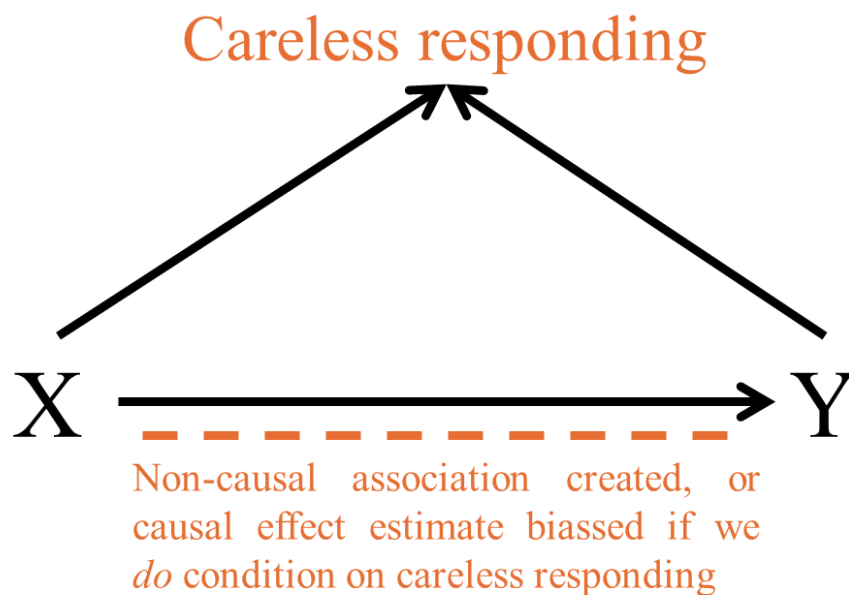 Careless responding
X
Y
Non-causal association created, or
causal effect estimate biassed if we
do condition on careless responding